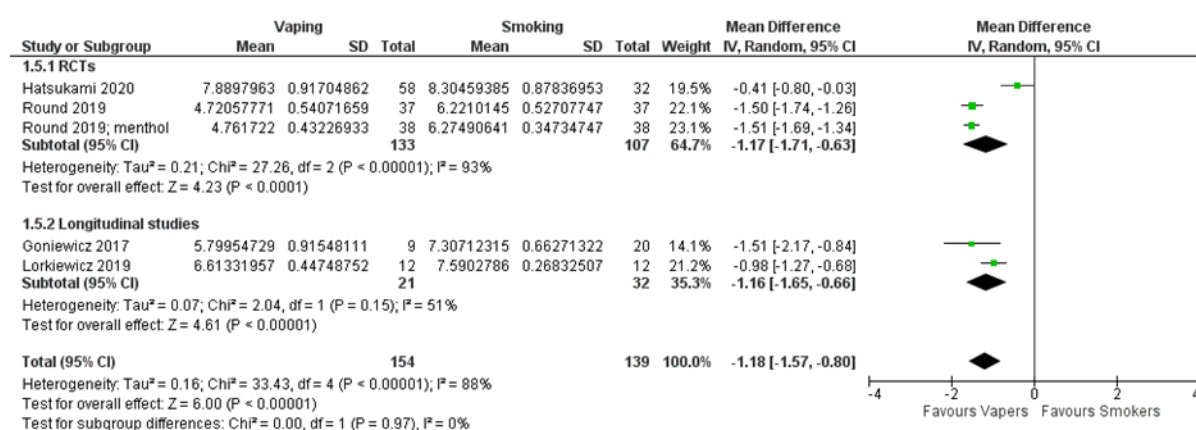 Vaping Smoking Mean Difference Mean Difference
Study or Subgroup Mean SD Total Mean SD Total Weight IV, Random, 95% CI IV, Random, 95% CI
1.5.1 RCTs
Hatsukami 2020 7.8897963 0.91704862 58 8.30459385 0.87836953 32 19.5% -0.41 [-0.80, -0.03]
Round 2019 4.72057771 0.54071659 37 6.2210145 0.52707747 37 22.1% -1.50 [-1.74, -1.26]
Round 2019; menthol 4.761722 0.43226933 38 6.27490641 0.34734747 38 23.1% -1.51 [-1.69, -1.34]
Subtotal (95% CI) 133 107 64.7% -1.17 [-1.71, -0.63]
Heterogeneity: Tau² = 0.21; Chi² = 27.26, df = 2 (P < 0.00001); I² = 93%
Test for overall effect: Z = 4.23 (P < 0.0001)
1.5.2 Longitudinal studies
Goniewicz 2017 5.79954729 0.91548111 9 7.30712315 0.66271322 20 14.1% -1.51 [-2.17, -0.84]
Lorkiewicz 2019 6.61331957 0.44748752 12 7.5902786 0.26832507 12 21.2% -0.98 [-1.27, -0.68]
Subtotal (95% CI) 21 32 35.3% -1.16 [-1.65, -0.66]
Heterogeneity: Tau² = 0.07; Chi² = 2.04, df = 1 (P = 0.15); I² = 51%
Test for overall effect: Z = 4.61 (P < 0.00001)
Total (95% CI) 154 139 100.0% -1.18 [-1.57, -0.80]
Heterogeneity: Tau² = 0.16; Chi² = 33.43, df = 4 (P < 0.00001); I² = 88%
Test for overall effect: Z = 6.00 (P < 0.00001)
Test for subgroup differences: Chi² = 0.00, df = 1 (P = 0.97), I² = 0%
-4 -2 0 2 4
Favours Vapers Favours Smokers